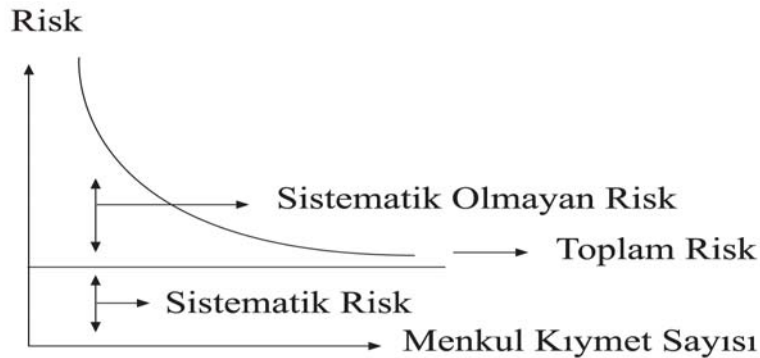 Risk
Sistematik Olmayan Risk
Toplam Risk
Sistematik Risk
Menkul Kıymet Sayısı